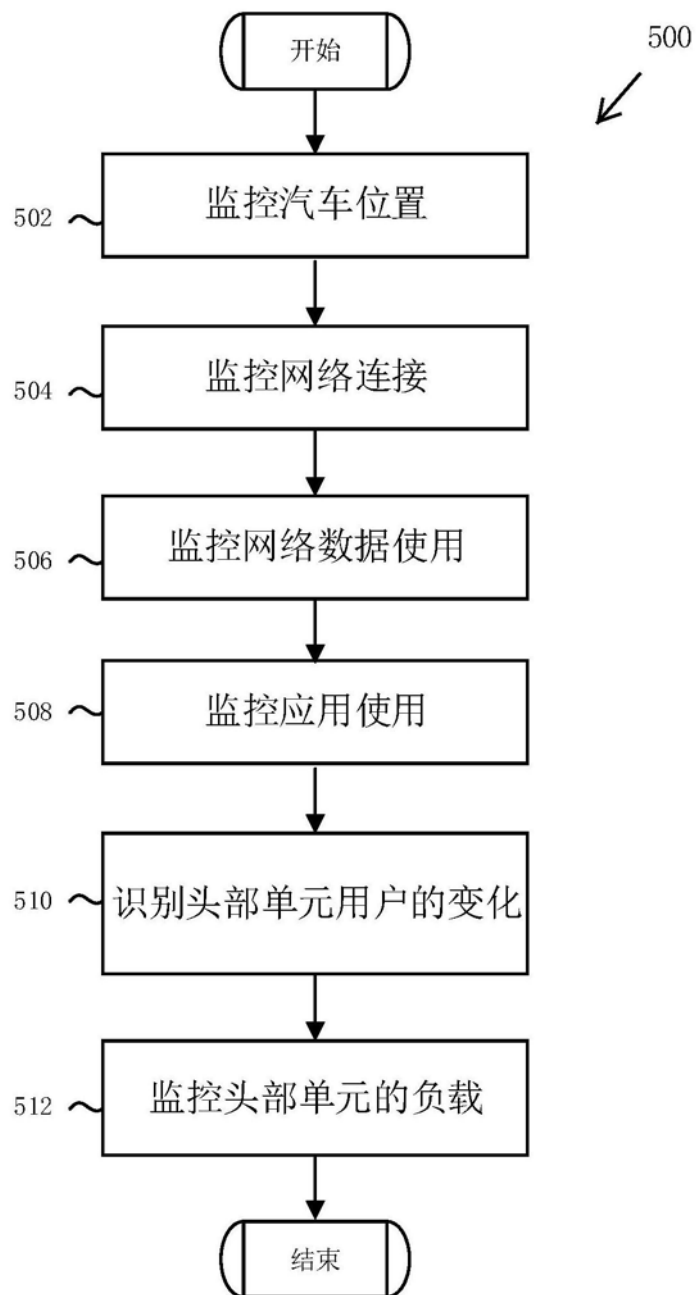 开始
500
502
监控汽车位置
504
监控网络连接
506
监控网络数据使用
508
监控应用使用
510
识别头部单元用户的变化
512
监控头部单元的负载
结束